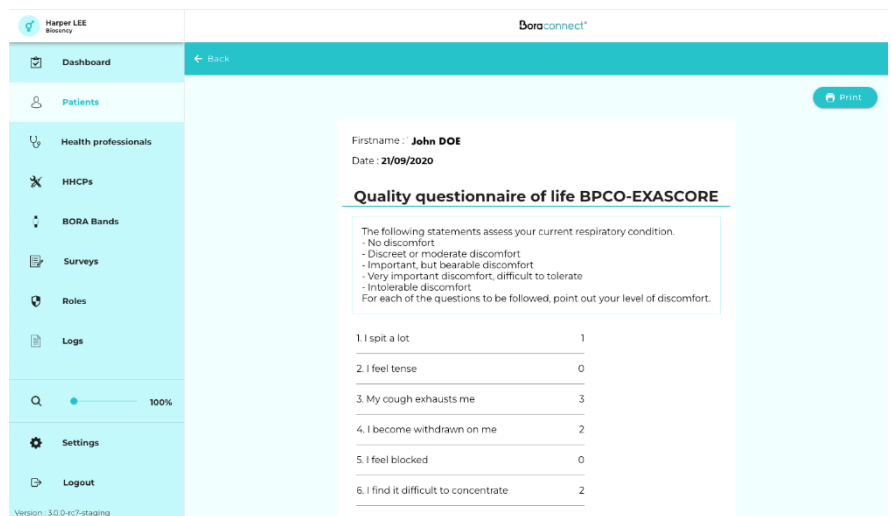 Harper LEE
Biosency
Boraconnect®
Dashboard
← Back
Patients
Print
Health professionals
HHCPs
BORA Bands
Surveys
Roles
Logs
100%
Settings
Logout
Version : 3.0.0-rc7-staging
Firstname : John DOE
Date : 21/09/2020
Quality questionnaire of life BPCO-EXASCORE
The following statements assess your current respiratory condition.
- No discomfort
- Discreet or moderate discomfort
- Important, but bearable discomfort
- Very important discomfort, difficult to tolerate
- Intolerable discomfort
For each of the questions to be followed, point out your level of discomfort.
1. I spit a lot 1
2. I feel tense 0
3. My cough exhausts me 3
4. I become withdrawn on me 2
5. I feel blocked 0
6. I find it difficult to concentrate 2